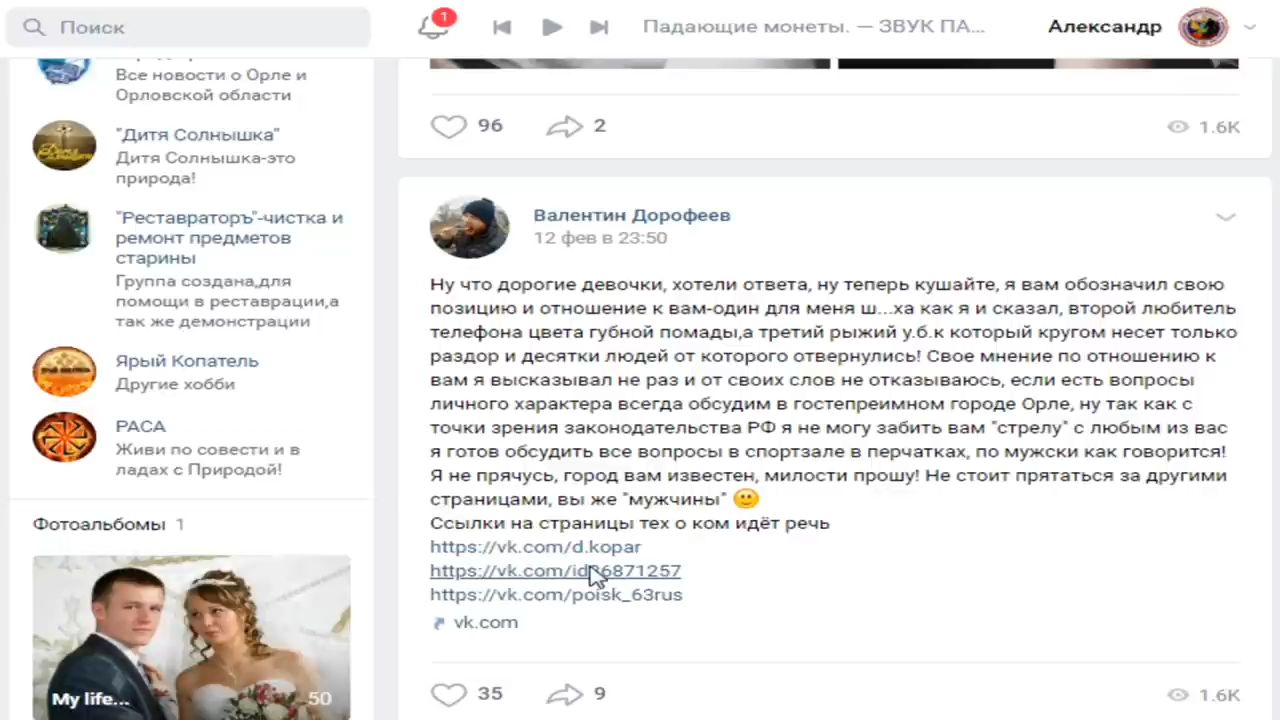 Поиск
1
Падающие монеты. — ЗВУК ПА...
Александр
Все новости о Орле и
Орловской области
"Дитя Солнышка"
Дитя Солнышка-это
природа!
"Реставраторъ"-чистка и
ремонт предметов
старины
Группа создана,для
помощи в реставрации,а
так же демонстрации
Ярый Копатель
Другие хобби
РАСА
Живи по совести и в
ладах с Природой!
Фотоальбомы 1
My life...
50
96
2
1.6K
Валентин Дорофеев
12 фев в 23:50
Ну что дорогие девочки, хотели ответа, ну теперь кушайте, я вам обозначил свою
позицию и отношение к вам-один для меня ш...ха как я и сказал, второй любитель
телефона цвета губной помады,а третий рыжий у.б.к который кругом несет только
раздор и десятки людей от которого отвернулись! Свое мнение по отношению к
вам я высказывал не раз и от своих слов не отказываюсь, если есть вопросы
личного характера всегда обсудим в гостепреимном городе Орле, ну так как с
точки зрения законодательства РФ я не могу забить вам "стрелу" с любым из вас
я готов обсудить все вопросы в спортзале в перчатках, по мужски как говорится!
Я не прячусь, город вам известен, милости прошу! Не стоит прятаться за другими
страницами, вы же "мужчины" 🙂
Ссылки на страницы тех о ком идёт речь
https://vk.com/d.kopar
https://vk.com/poisk_63rus
vk.com
35
9
1.6K